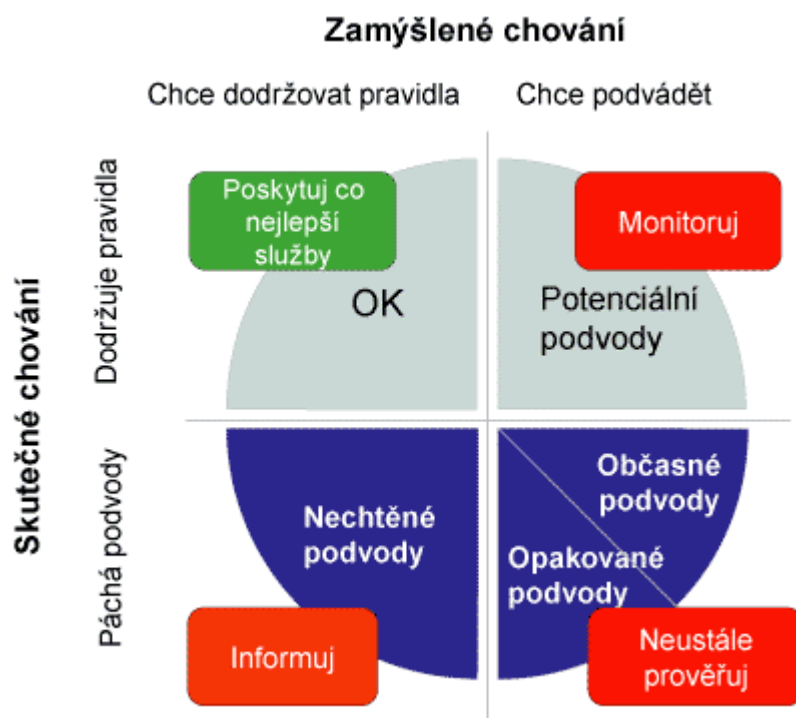 Zamýšlené chování
Chce dodržovat pravidla
Chce podvádět
Skutečné chování
Dodržuje pravidla
Poskytuj co
nejlepší
služby
OK
Monitoruj
Potenciální
podvody
Páchá podvody
Nechtěné
podvody
Informuj
Občasné
podvody
Opakované
podvody
Neustále
prověřuj